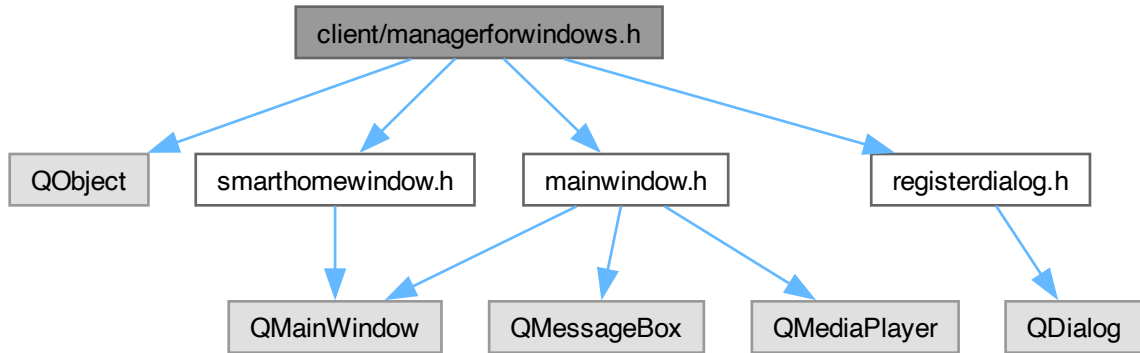 client/managerforwindows.h
QObject
smarthomewindow.h
mainwindow.h
registerdialog.h
QMainWindow
QMessageBox
QMediaPlayer
QDialog